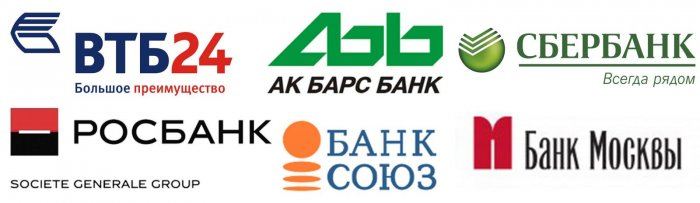 ВТБ24
Большое преимущество
АК БАРС БАНК
СБЕРБАНК
Всегда рядом
РОСБАНК
SOCIETE GENERALE GROUP
БАНК
СОЮЗ
Банк Москвы